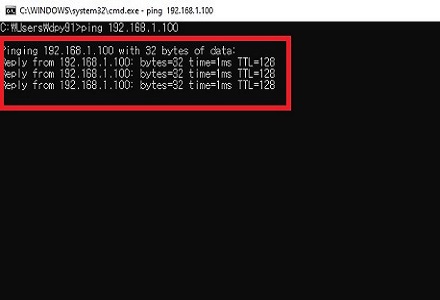 C:\WINDOWS\system32\cmd.exe - ping 192.168.1.100
C:₩Users₩dpy91>ping 192.168.1.100
Pinging 192.168.1.100 with 32 bytes of data:
Reply from 192.168.1.100: bytes=32 time=1ms TTL=128
Reply from 192.168.1.100: bytes=32 time=1ms TTL=128
Reply from 192.168.1.100: bytes=32 time=1ms TTL=128